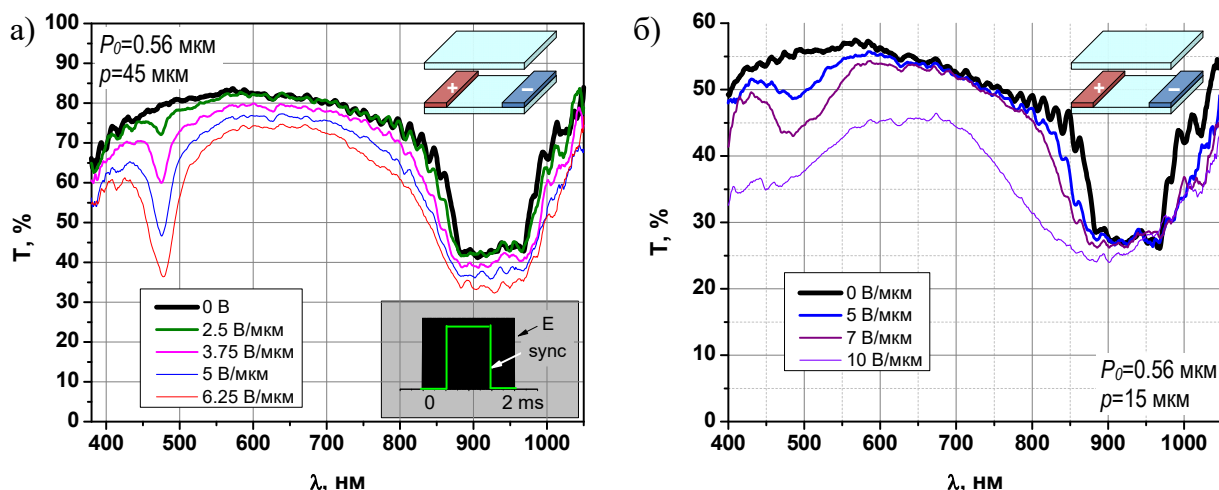 а)
P₀=0.56 мкм
p=45 мкм
100
90
80
70
60
50
40
30
20
10
0
T, %
+
−
0 В
2.5 В/мкм
3.75 В/мкм
5 В/мкм
6.25 В/мкм
E
sync
0
2 ms
400
500
600
700
800
900
1000
λ, нм
б)
60
50
40
30
20
10
0
T, %
+
−
0 В/мкм
5 В/мкм
7 В/мкм
10 В/мкм
P₀=0.56 мкм
p=15 мкм
400
500
600
700
800
900
1000
λ, нм